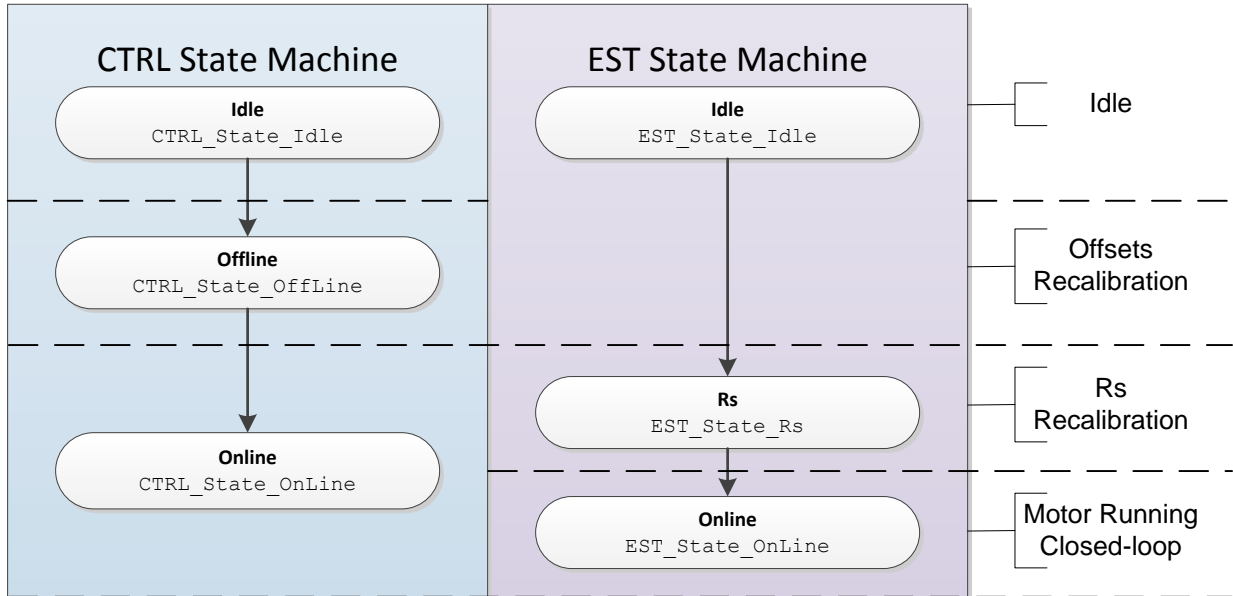 CTRL State Machine
EST State Machine
Idle
CTRL_State_Idle
Idle
EST_State_Idle
Idle
Offline
CTRL_State_OffLine
Offsets
Recalibration
Rs
EST_State_Rs
Rs
Recalibration
Online
CTRL_State_OnLine
Online
EST_State_OnLine
Motor Running
Closed-loop